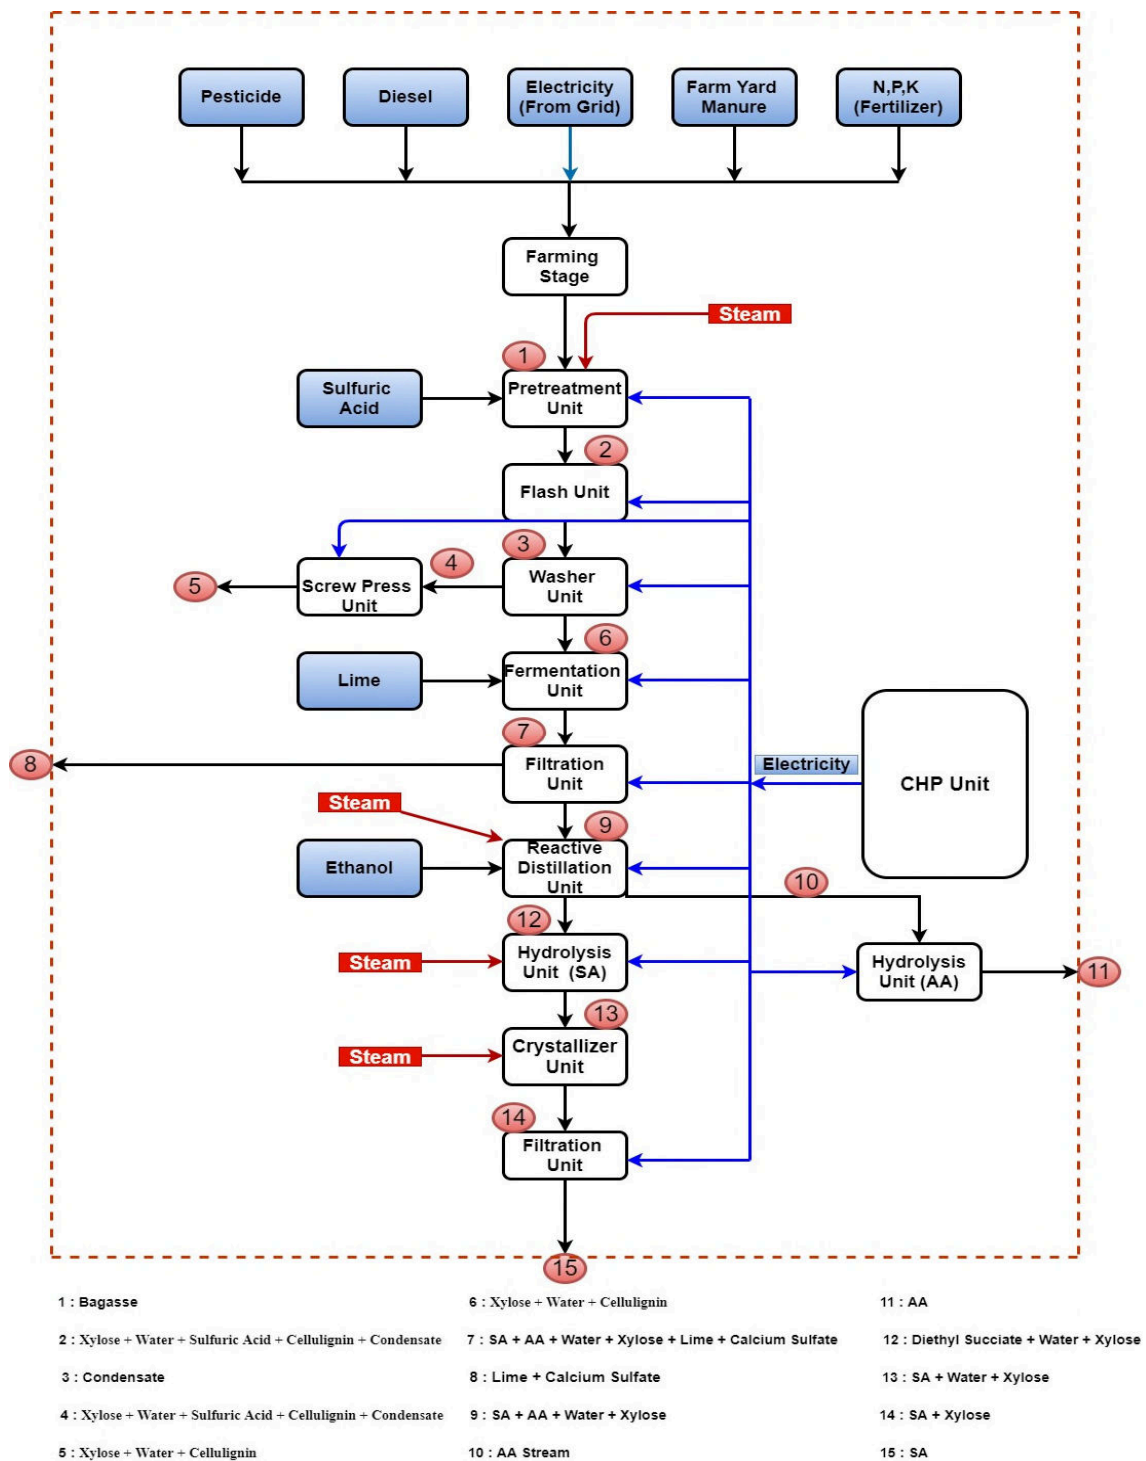 Pesticide
Diesel
Electricity
(From Grid)
Farm Yard
Manure
N,P,K
(Fertilizer)
Farming
Stage
Steam
1
Sulfuric
Acid
Pretreatment
Unit
2
Flash Unit
3
4
5
Screw Press
Unit
Washer
Unit
6
Lime
Fermentation
Unit
7
8
Filtration
Unit
Electricity
CHP Unit
Steam
9
Ethanol
Reactive
Distillation
Unit
10
12
Steam
Hydrolysis
Unit (SA)
Hydrolysis
Unit (AA)
11
13
Steam
Crystallizer
Unit
14
Filtration
Unit
15
1 : Bagasse
2 : Xylose + Water + Sulfuric Acid + Cellulignin + Condensate
3 : Condensate
4 : Xylose + Water + Sulfuric Acid + Cellulignin + Condensate
5 : Xylose + Water + Cellulignin
6 : Xylose + Water + Cellulignin
7 : SA + AA + Water + Xylose + Lime + Calcium Sulfate
8 : Lime + Calcium Sulfate
9 : SA + AA + Water + Xylose
10 : AA Stream
11 : AA
12 : Diethyl Succiate + Water + Xylose
13 : SA + Water + Xylose
14 : SA + Xylose
15 : SA